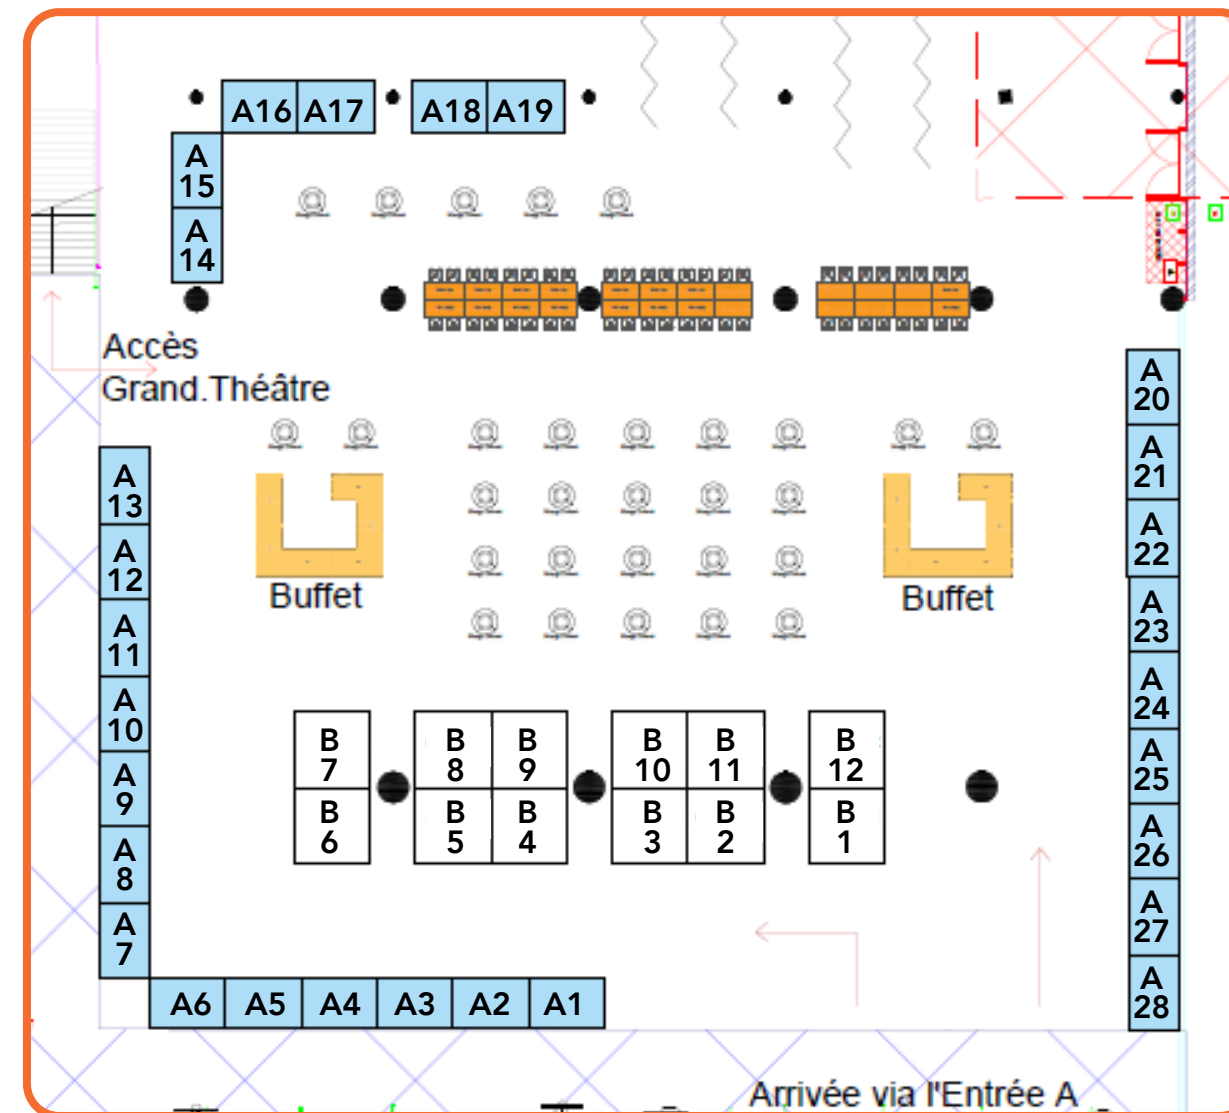 A16 A17 A18 A19
A
15
A
14
Accès
Grand.Théâtre
A
20
A
21
A
22
A
23
A
24
A
25
A
26
A
27
A
28
A
13
A
12
A
11
A
10
A
9
A
8
A
7
Buffet
Buffet
B
7
B
8
B
9
B
10
B
11
B
12
B
6
B
5
B
4
B
3
B
2
B
1
A6 A5 A4 A3 A2 A1
Arrivée via l'Entrée A